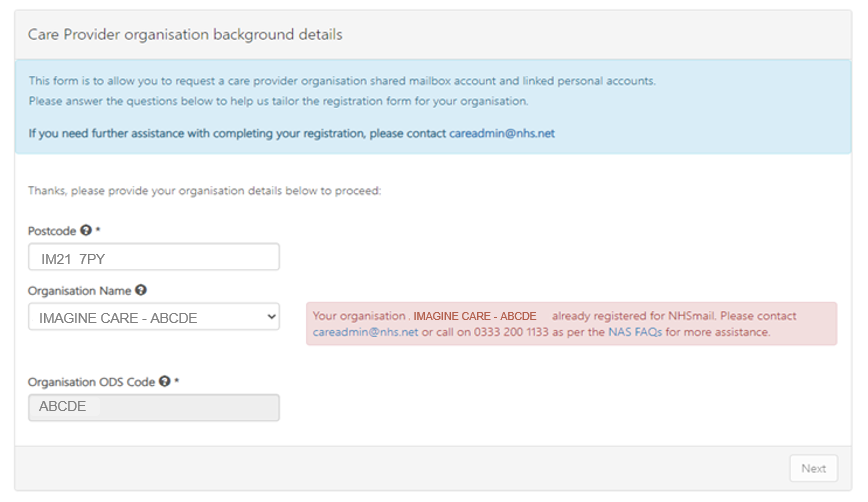 Care Provider organisation background details
This form is to allow you to request a care provider organisation shared mailbox account and linked personal accounts.
Please answer the questions below to help us tailor the registration form for your organisation.
If you need further assistance with completing your registration, please contact careadmin@nhs.net
Thanks, please provide your organisation details below to proceed:
Postcode ? *
IM21 7PY
Organisation Name ?
IMAGINE CARE - ABCDE
Your organisation . IMAGINE CARE - ABCDE already registered for NHSmail. Please contact
careadmin@nhs.net or call on 0333 200 1133 as per the NAS FAQs for more assistance.
Organisation ODS Code ? *
ABCDE
Next